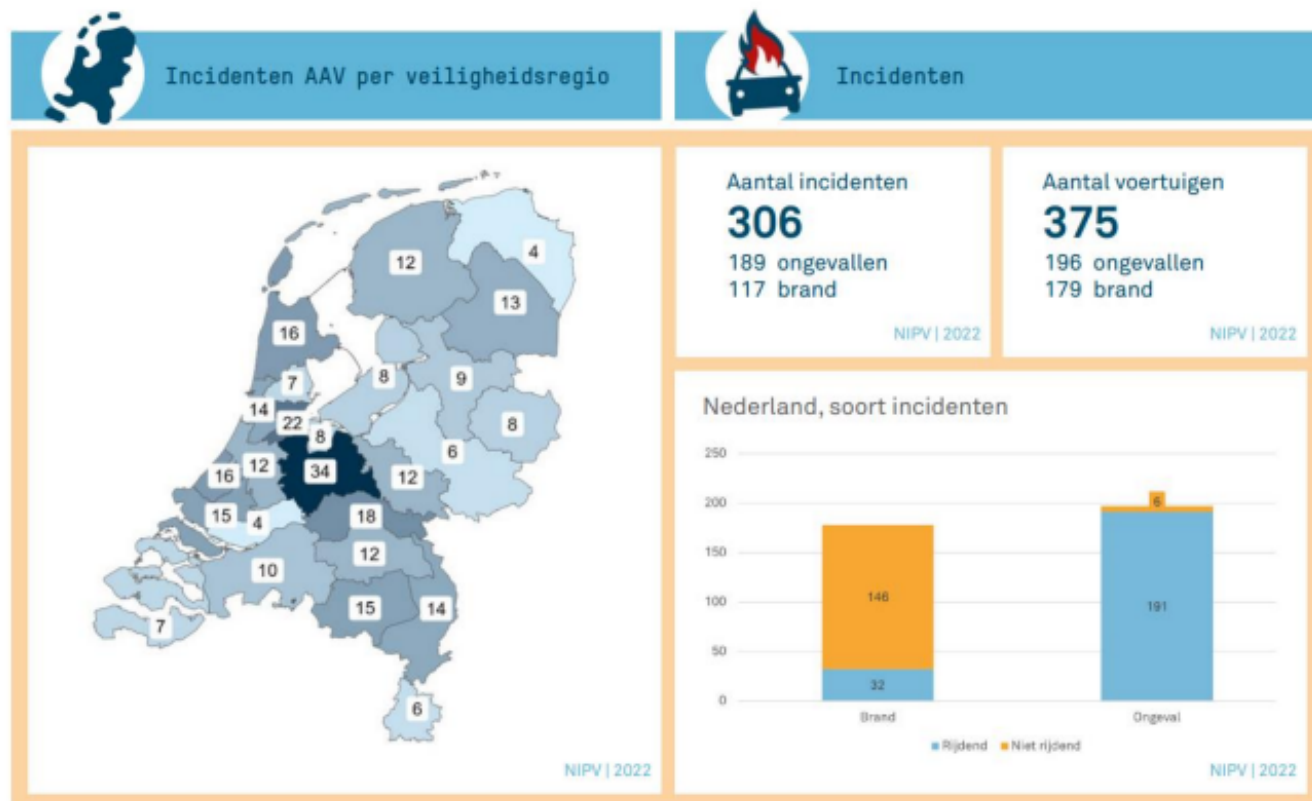 Incidenten AAV per veiligheidsregio
12
4
13
16
7
8
9
14
22
8
8
6
16
12
34
12
15
4
18
12
10
15
14
7
6
NIPV | 2022
Incidenten
Aantal incidenten
306
189 ongevallen
117 brand
NIPV | 2022
Aantal voertuigen
375
196 ongevallen
179 brand
NIPV | 2022
Nederland, soort incidenten
250
200
150
100
50
0
146
32
6
191
Brand
Ongeval
Rijdend
Niet rijdend
NIPV | 2022